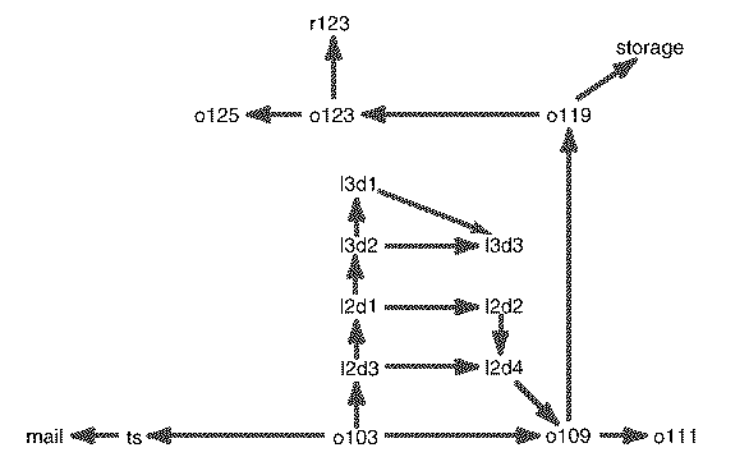 r123
storage
o125 o123 o119
l3d1
l3d2 l3d3
l2d1 l2d2
l2d3 l2d4
mail ts o103 o109 o111